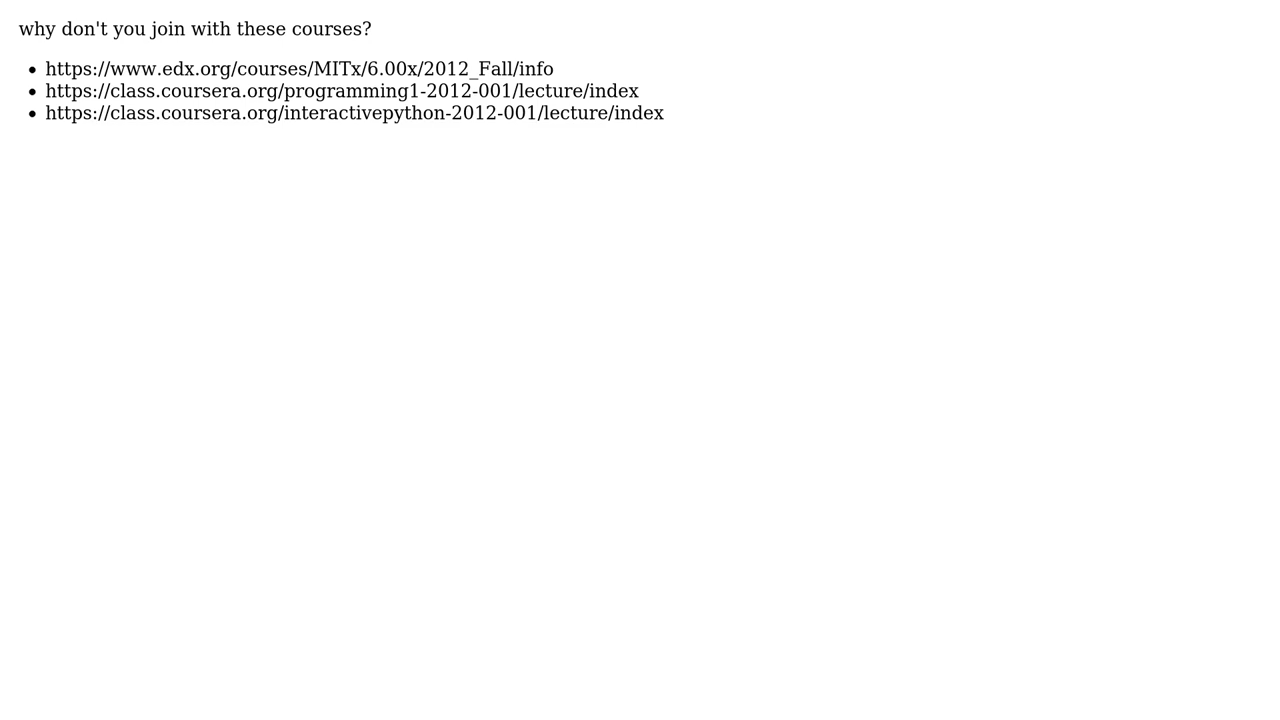 why don't you join with these courses?
https://www.edx.org/courses/MITx/6.00x/2012_Fall/info
https://class.coursera.org/programming1-2012-001/lecture/index
https://class.coursera.org/interactivepython-2012-001/lecture/index